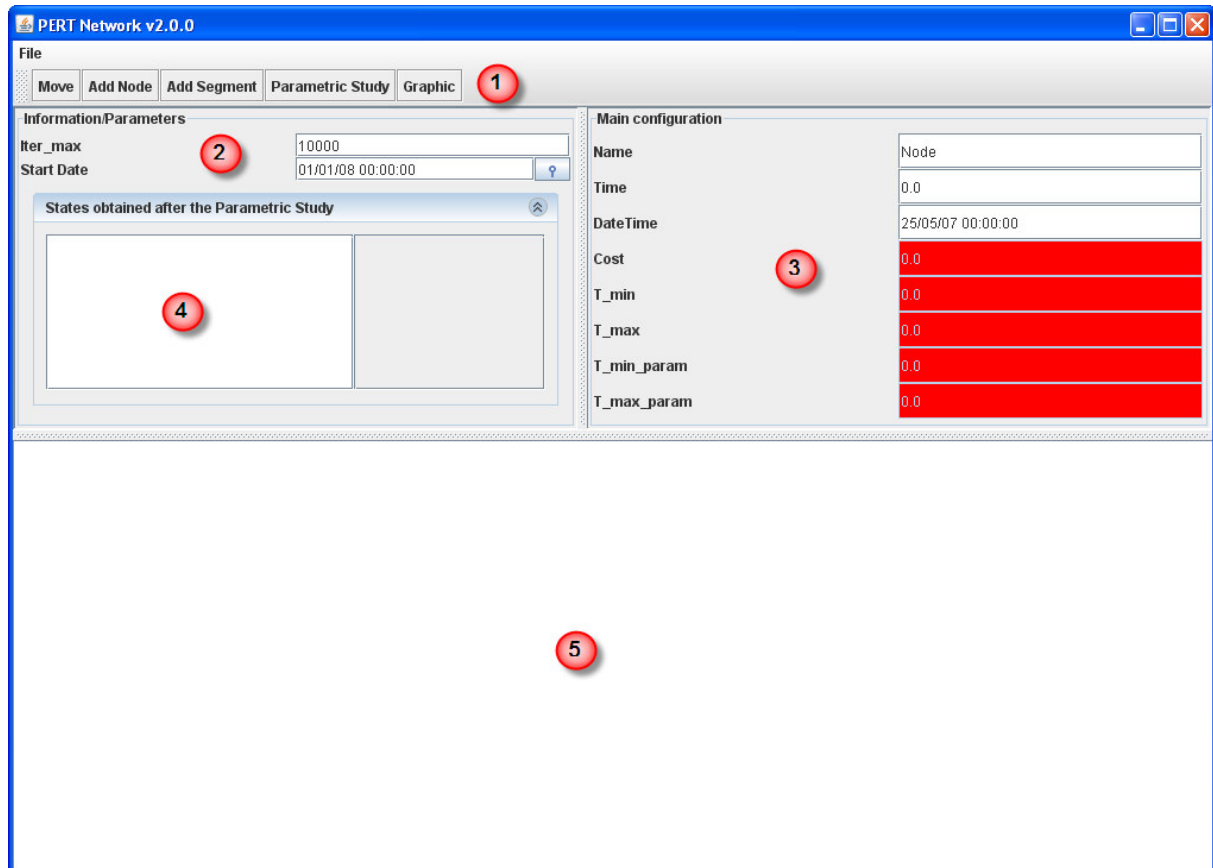 PERT Network v2.0.0
File
Move Add Node Add Segment Parametric Study Graphic 1
Information/Parameters
Iter_max 10000
Start Date 01/01/08 00:00:00
2
States obtained after the Parametric Study
4
Main configuration
Name Node
Time 0.0
DateTime 25/05/07 00:00:00
Cost 0.0
3
T_min 0.0
T_max 0.0
T_min_param 0.0
T_max_param 0.0
5